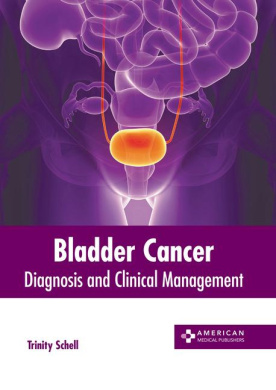 Bladder Cancer
Diagnosis and Clinical Management
Trinity Schell
AMERICAN
MEDICAL PUBLISHERS